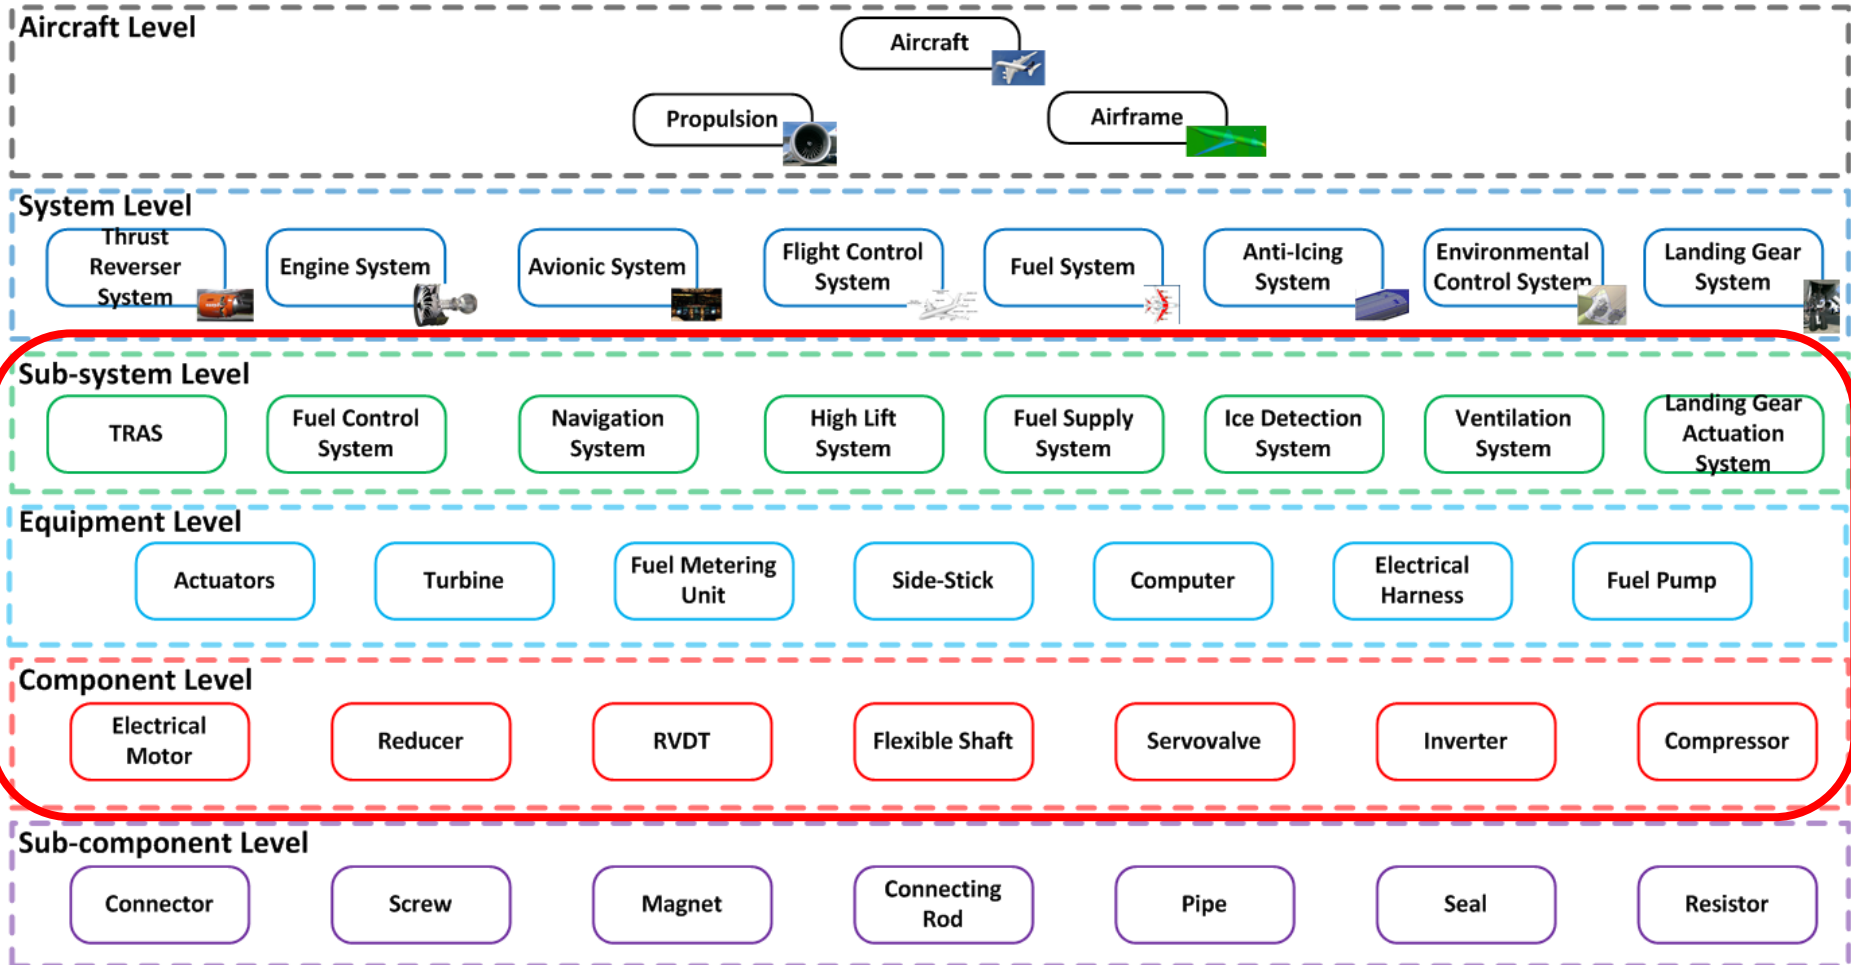 Aircraft Level
Aircraft
Propulsion
Airframe
System Level
Thrust
Reverser
System
Engine System
Avionic System
Flight Control
System
Fuel System
Anti-Icing
System
Environmental
Control System
Landing Gear
System
Sub-system Level
TRAS
Fuel Control
System
Navigation
System
High Lift
System
Fuel Supply
System
Ice Detection
System
Ventilation
System
Landing Gear
Actuation
System
Equipment Level
Actuators
Turbine
Fuel Metering
Unit
Side-Stick
Computer
Electrical
Harness
Fuel Pump
Component Level
Electrical
Motor
Reducer
RVDT
Flexible Shaft
Servovalve
Inverter
Compressor
Sub-component Level
Connector
Screw
Magnet
Connecting
Rod
Pipe
Seal
Resistor